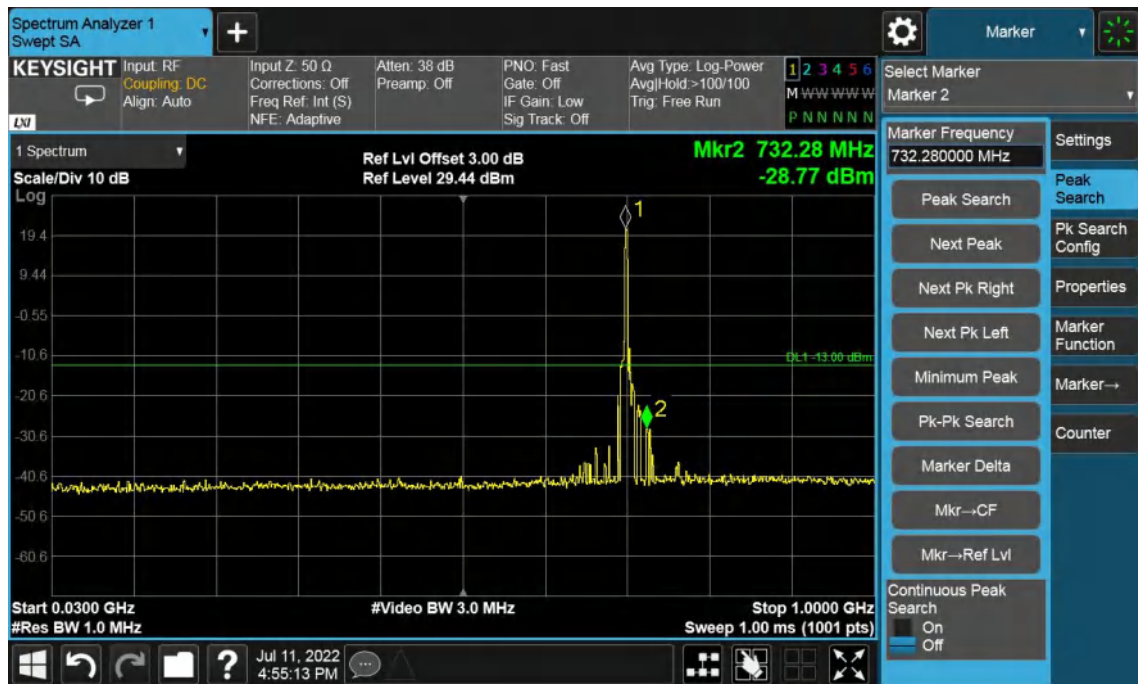 Spectrum Analyzer 1
Swept SA
+
Marker
KEYSIGHT
LXI
Input: RF
Coupling: DC
Align: Auto
Input Z: 50 Ω
Corrections: Off
Freq Ref: Int (S)
NFE: Adaptive
Atten: 38 dB
Preamp: Off
PNO: Fast
Gate: Off
IF Gain: Low
Sig Track: Off
Avg Type: Log-Power
Avg|Hold:>100/100
Trig: Free Run
1 2 3 4 5 6
M W W W W W
P N N N N N
Select Marker
Marker 2
1 Spectrum
Scale/Div 10 dB
Log
Ref Lvl Offset 3.00 dB
Ref Level 29.44 dBm
Mkr2 732.28 MHz
-28.77 dBm
1
19.4
9.44
-0.55
-10.6
DL1 -13.00 dBm
-20.6
2
-30.6
-40.6
-50.6
-60.6
Start 0.0300 GHz
#Res BW 1.0 MHz
#Video BW 3.0 MHz
Stop 1.0000 GHz
Sweep 1.00 ms (1001 pts)
Marker Frequency
732.280000 MHz
Peak Search
Next Peak
Next Pk Right
Next Pk Left
Minimum Peak
Pk-Pk Search
Marker Delta
Mkr→CF
Mkr→Ref Lvl
Continuous Peak
Search
On
Off
Settings
Peak
Search
Pk Search
Config
Properties
Marker
Function
Marker→
Counter
?
Jul 11, 2022
4:55:13 PM